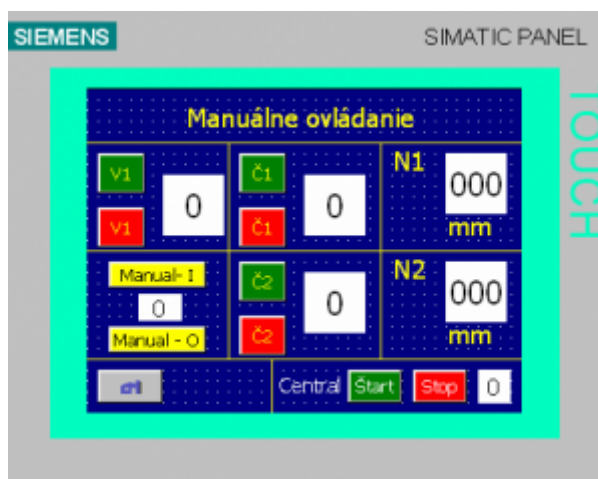 SIEMENS
SIMATIC PANEL
TOUCH
Manuálne ovládanie
V1
0
V1
Č1
0
Č1
N1
000
mm
Manual- I
0
Manual - O
Č2
0
Č2
N2
000
mm
Central Štart Stop 0